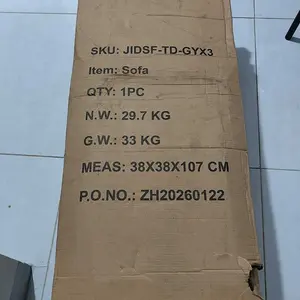 SKU: JIDSF-TD-GYX3
Item: Sofa
QTY: 1PC
N.W.: 29.7 KG
G.W.: 33 KG
MEAS: 38X38X107 CM
P.O.NO.: ZH20260122